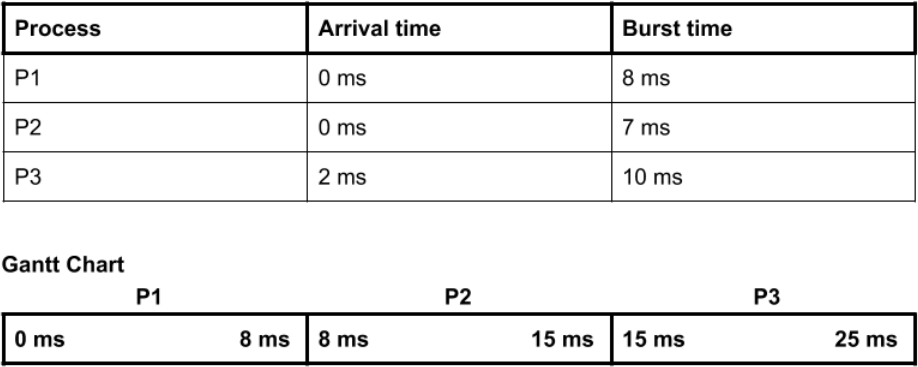 Process Arrival time Burst time
P1 0 ms 8 ms
P2 0 ms 7 ms
P3 2 ms 10 ms
Gantt Chart
P1 P2 P3
0 ms 8 ms 8 ms 15 ms 15 ms 25 ms